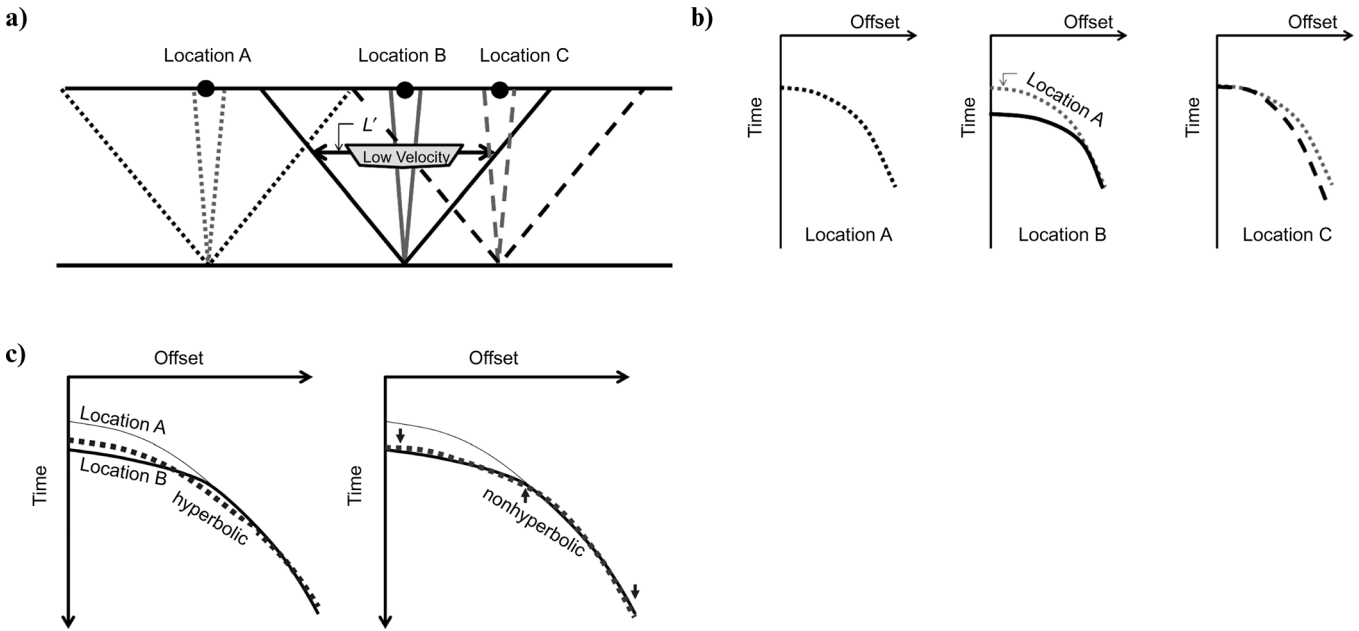 a)
Location A
Location B
Location C
L′
Low Velocity
b)
Offset
Time
Location A
Offset
Time
Location A
Location B
Offset
Time
Location C
c)
Offset
Time
Location A
Location B
hyperbolic
Offset
Time
nonhyperbolic